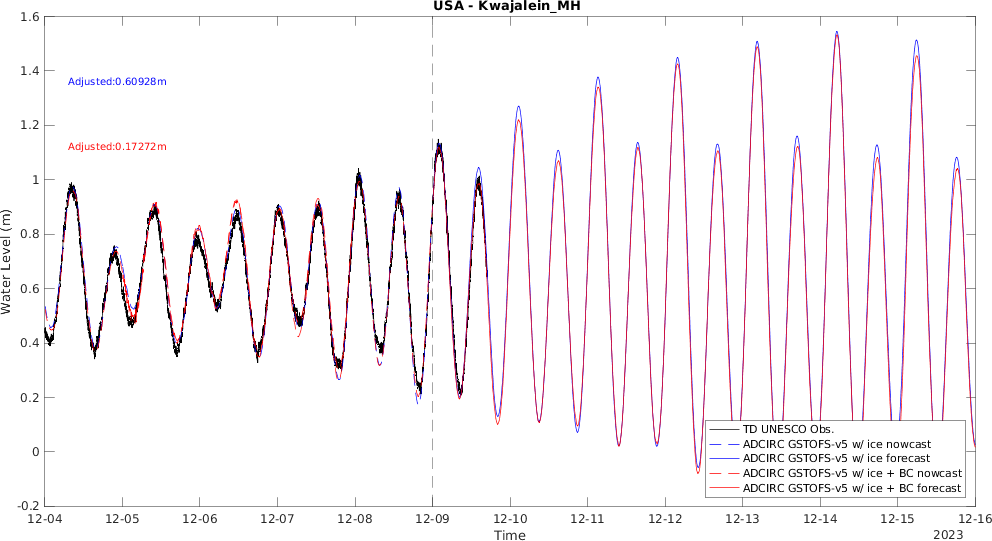 USA - Kwajalein_MH
1.6
1.4
1.2
1
0.8
0.6
0.4
0.2
0
-0.2
Water Level (m)
Adjusted:0.60928m
Adjusted:0.17272m
TD UNESCO Obs.
ADCIRC GSTOFS-v5 w/ ice nowcast
ADCIRC GSTOFS-v5 w/ ice forecast
ADCIRC GSTOFS-v5 w/ ice + BC nowcast
ADCIRC GSTOFS-v5 w/ ice + BC forecast
12-04 12-05 12-06 12-07 12-08 12-09 12-10 12-11 12-12 12-13 12-14 12-15 12-16
Time
2023